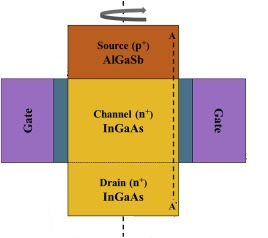 A
Source (p⁺)
AlGaSb
Gate
Channel (n⁺)
InGaAs
Gate
Drain (n⁺)
InGaAs
A'